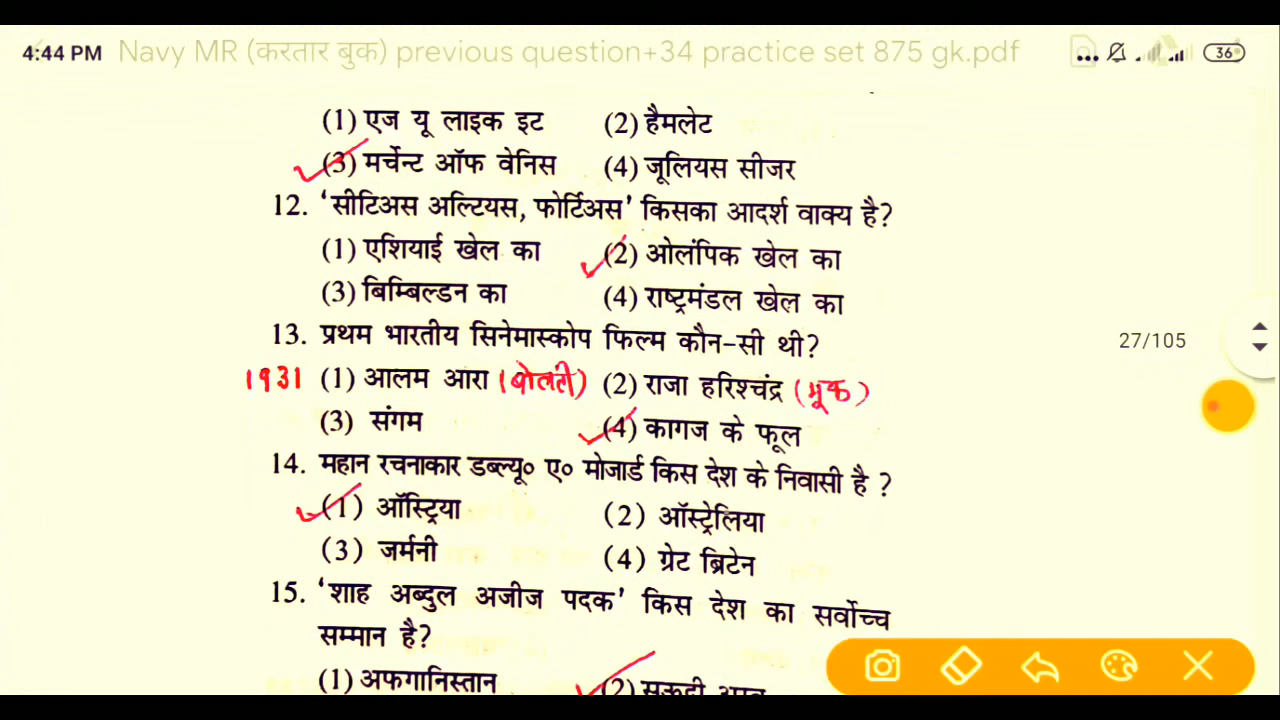 4:44 PM Navy MR (करतार बुक) previous question+34 practice set 875 gk.pdf 36
(1) एज यू लाइक इट (2) हैमलेट
(3) मर्चेन्ट ऑफ वेनिस (4) जूलियस सीजर
12. ‘सीटिअस अल्टियस, फोर्टिअस’ किसका आदर्श वाक्य है?
(1) एशियाई खेल का (2) ओलंपिक खेल का
(3) बिम्बिल्डन का (4) राष्ट्रमंडल खेल का
13. प्रथम भारतीय सिनेमास्कोप फिल्म कौन-सी थी?
27/105
1931 (1) आलम आरा (बोलती) (2) राजा हरिश्चंद्र (मूक)
(3) संगम (4) कागज के फूल
14. महान रचनाकार डब्ल्यू० ए० मोजार्ड किस देश के निवासी है ?
(1) ऑस्ट्रिया (2) ऑस्ट्रेलिया
(3) जर्मनी (4) ग्रेट ब्रिटेन
15. ‘शाह अब्दुल अजीज पदक’ किस देश का सर्वोच्च
सम्मान है?
(1) अफगानिस्तान (2)